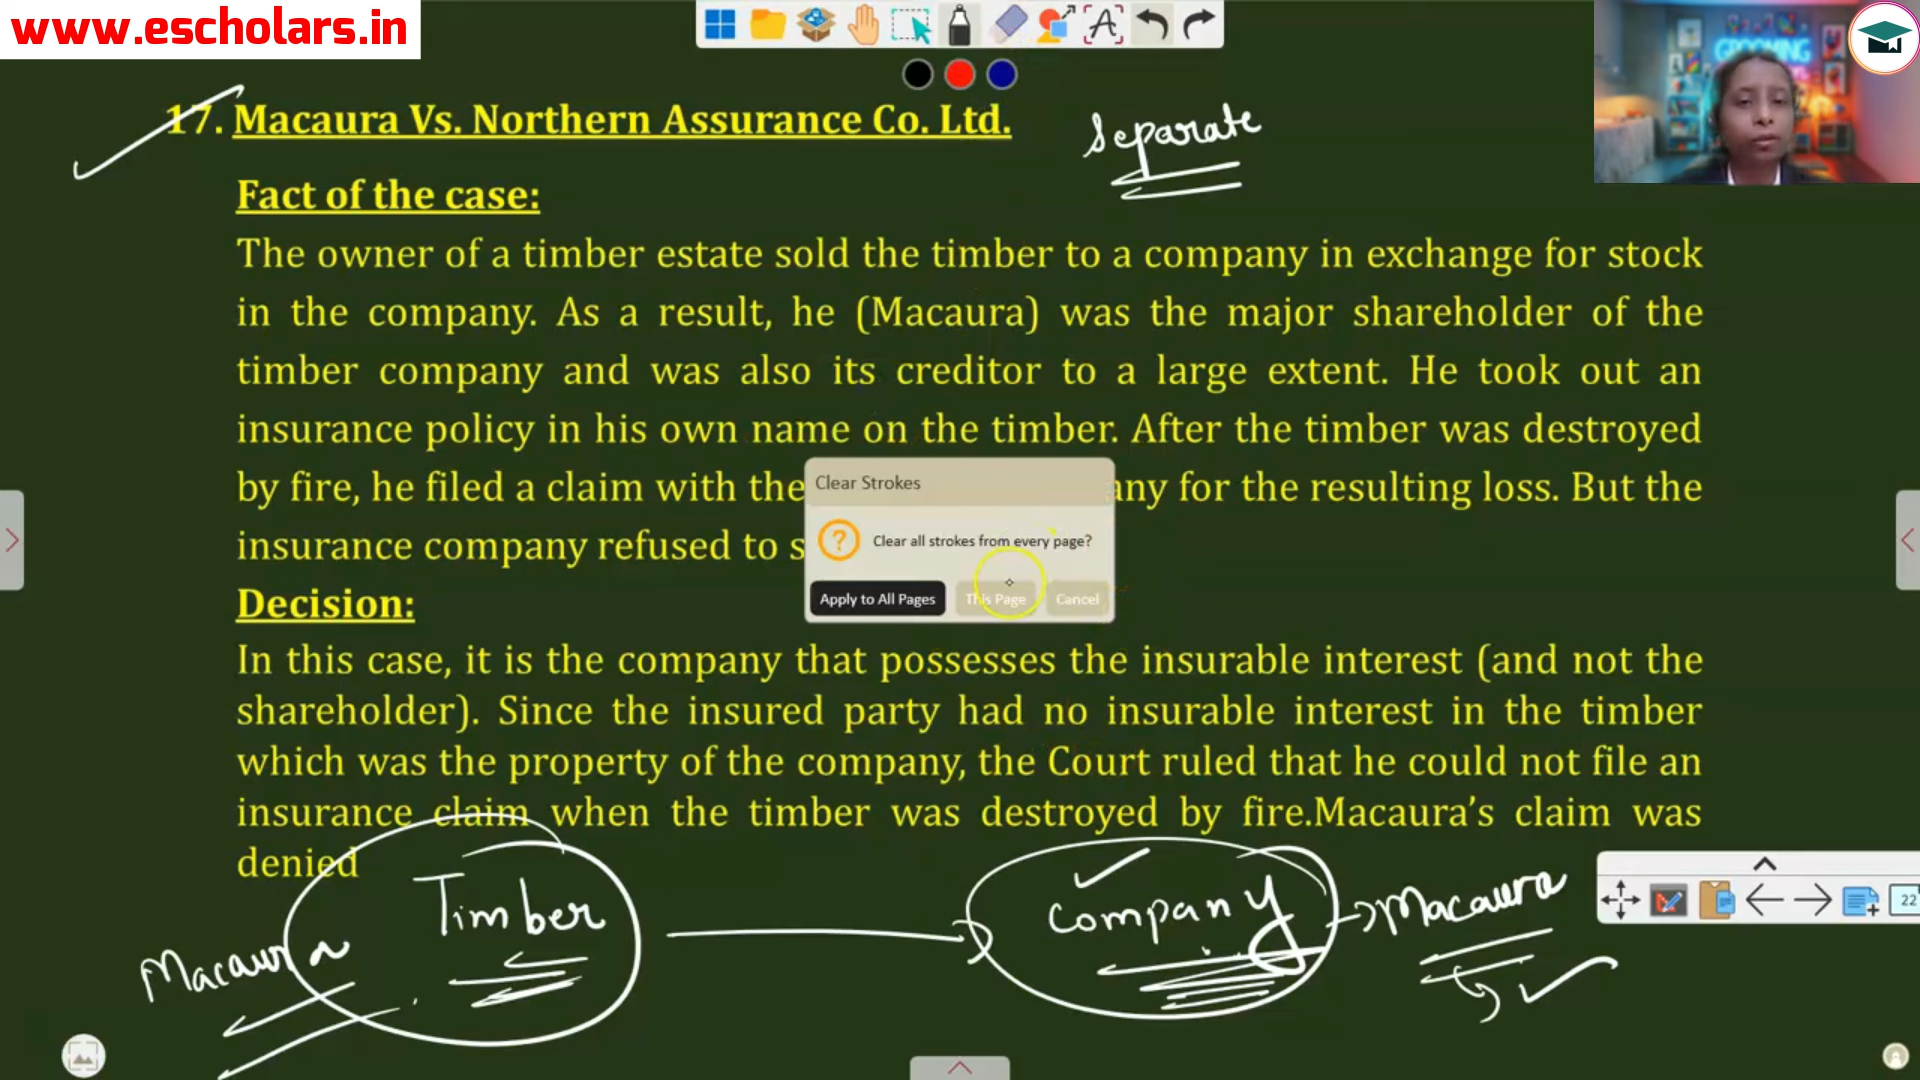 www.escholars.in
GROOMING
17. Macaura Vs. Northern Assurance Co. Ltd.
Separate
Fact of the case:
The owner of a timber estate sold the timber to a company in exchange for stock
in the company. As a result, he (Macaura) was the major shareholder of the
timber company and was also its creditor to a large extent. He took out an
insurance policy in his own name on the timber. After the timber was destroyed
by fire, he filed a claim with the any for the resulting loss. But the
insurance company refused to s
Clear Strokes
Clear all strokes from every page?
Apply to All Pages This Page Cancel
Decision:
In this case, it is the company that possesses the insurable interest (and not the
shareholder). Since the insured party had no insurable interest in the timber
which was the property of the company, the Court ruled that he could not file an
insurance claim when the timber was destroyed by fire.Macaura’s claim was
denied
Macaura Timber Company Macaura
22